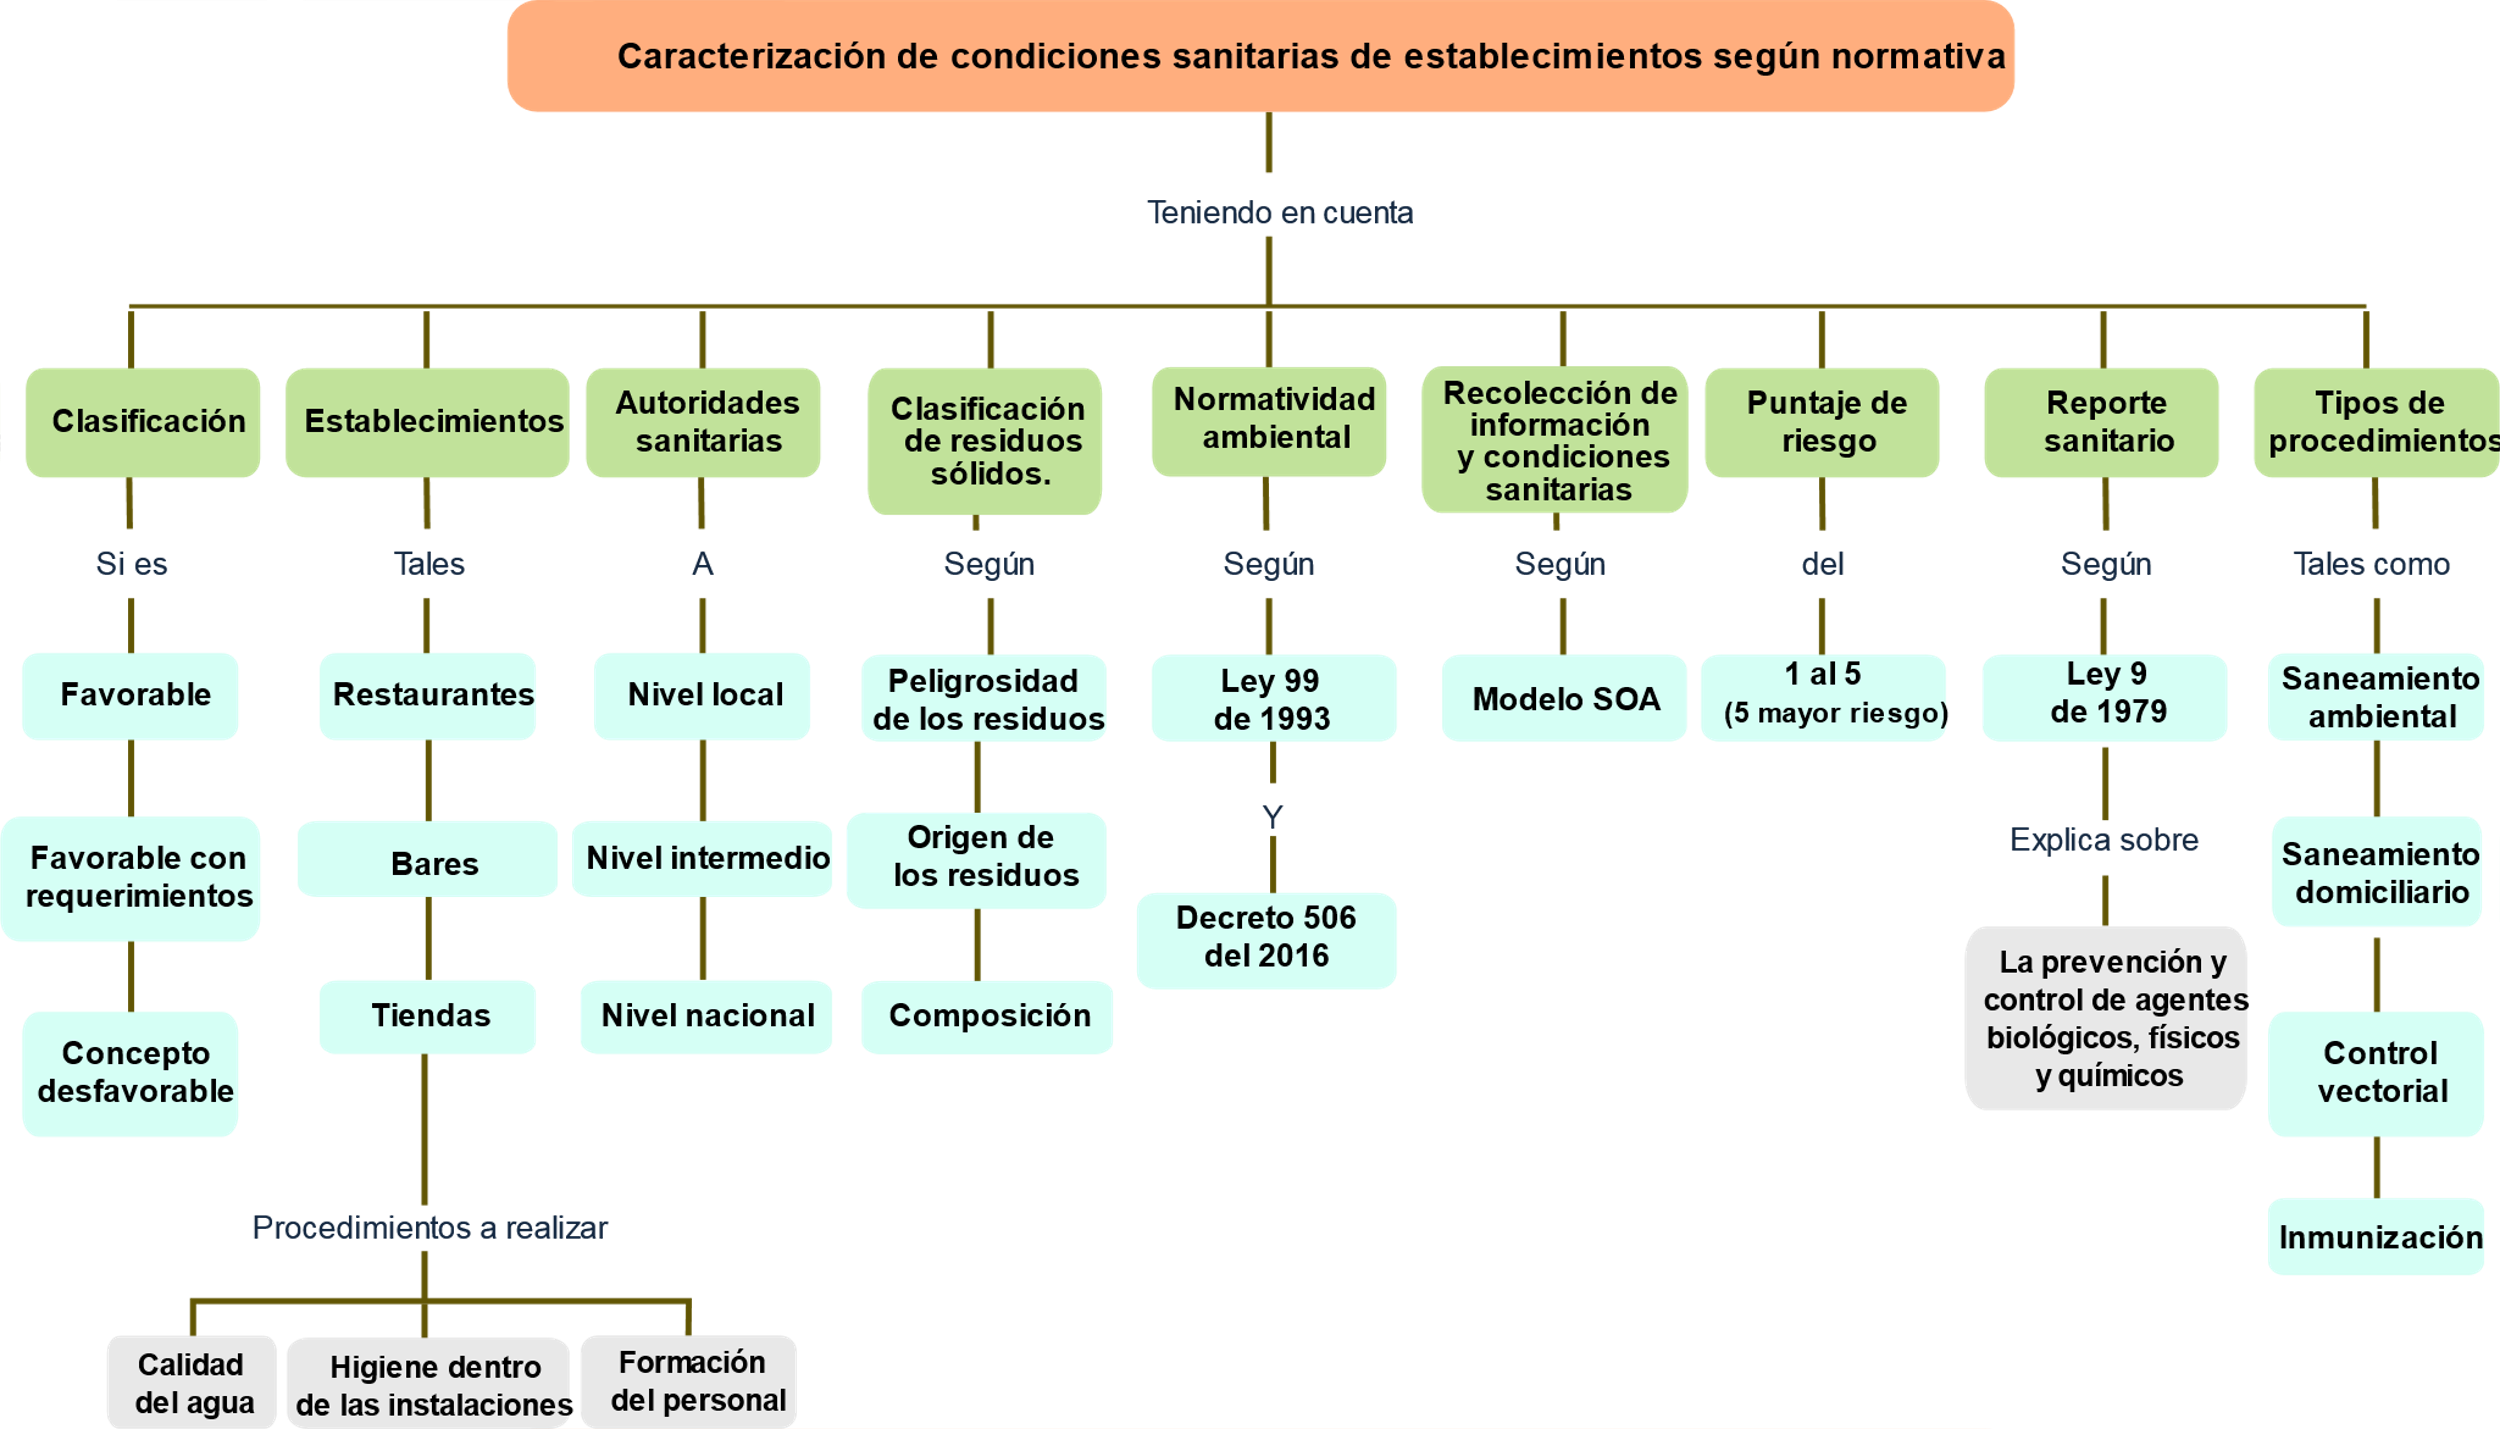 Caracterización de condiciones sanitarias de establecimientos según normativa
Teniendo en cuenta
Clasificación
Si es
Favorable
Favorable con
requerimientos
Concepto
desfavorable
Establecimientos
Tales
Restaurantes
Bares
Tiendas
Procedimientos a realizar
Calidad
del agua
Higiene dentro
de las instalaciones
Formación
del personal
Autoridades
sanitarias
A
Nivel local
Nivel intermedio
Nivel nacional
Clasificación
de residuos
sólidos.
Según
Peligrosidad
de los residuos
Origen de
los residuos
Composición
Normatividad
ambiental
Según
Ley 99
de 1993
Y
Decreto 506
del 2016
Recolección de
información
y condiciones
sanitarias
Según
Modelo SOA
Puntaje de
riesgo
del
1 al 5
(5 mayor riesgo)
Reporte
sanitario
Según
Ley 9
de 1979
Explica sobre
La prevención y
control de agentes
biológicos, físicos
y químicos
Tipos de
procedimientos
Tales como
Saneamiento
ambiental
Saneamiento
domiciliario
Control
vectorial
Inmunización